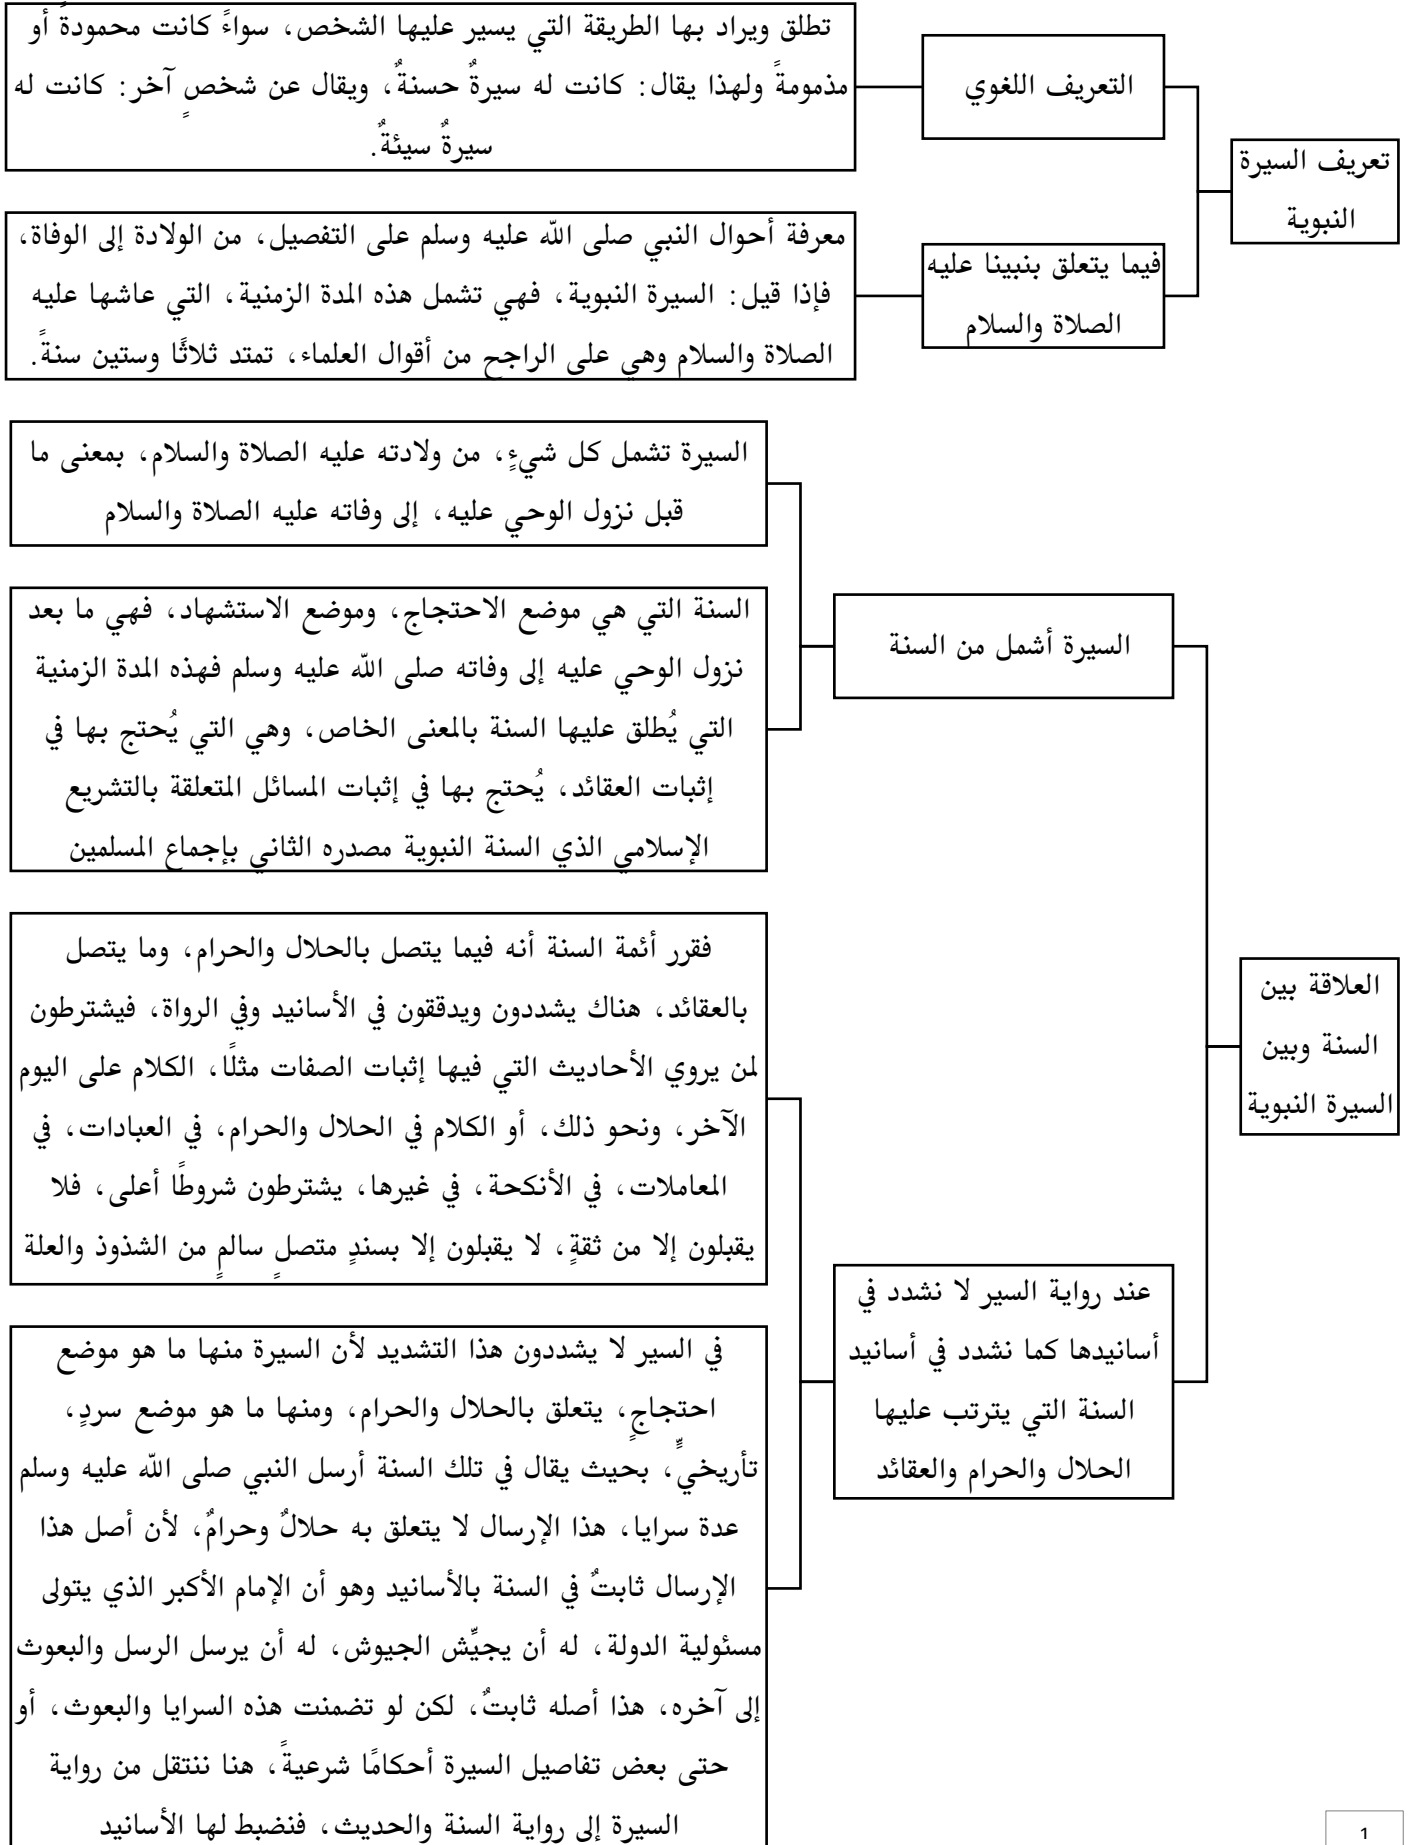 تعريف السيرة
النبوية
التعريف اللغوي
تطلق ويراد بها الطريقة التي يسير عليها الشخص، سواءً كانت محمودةً أو
مذمومةً ولهذا يقال: كانت له سيرةٌ حسنةٌ، ويقال عن شخصٍ آخر: كانت له
سيرةٌ سيئةٌ.
فيما يتعلق بنبينا عليه
الصلاة والسلام
معرفة أحوال النبي صلى الله عليه وسلم على التفصيل، من الولادة إلى الوفاة،
فإذا قيل: السيرة النبوية، فهي تشمل هذه المدة الزمنية، التي عاشها عليه
الصلاة والسلام وهي على الراجح من أقوال العلماء، تمتد ثلاثًا وستين سنةً.
العلاقة بين
السنة وبين
السيرة النبوية
السيرة أشمل من السنة
السيرة تشمل كل شيءٍ، من ولادته عليه الصلاة والسلام، بمعنى ما
قبل نزول الوحي عليه، إلى وفاته عليه الصلاة والسلام
السنة التي هي موضع الاحتجاج، وموضع الاستشهاد، فهي ما بعد
نزول الوحي عليه إلى وفاته صلى الله عليه وسلم فهذه المدة الزمنية
التي يُطلق عليها السنة بالمعنى الخاص، وهي التي يُحتج بها في
إثبات العقائد، يُحتج بها في إثبات المسائل المتعلقة بالتشريع
الإسلامي الذي السنة النبوية مصدره الثاني بإجماع المسلمين
عند رواية السير لا نشدد في
أسانيدها كما نشدد في أسانيد
السنة التي يترتب عليها
الحلال والحرام والعقائد
فقرر أئمة السنة أنه فيما يتصل بالحلال والحرام، وما يتصل
بالعقائد، هناك يشددون ويدققون في الأسانيد وفي الرواة، فيشترطون
لمن يروي الأحاديث التي فيها إثبات الصفات مثلًا، الكلام على اليوم
الآخر، ونحو ذلك، أو الكلام في الحلال والحرام، في العبادات، في
المعاملات، في الأنكحة، في غيرها، يشترطون شروطًا أعلى، فلا
يقبلون إلا من ثقةٍ، لا يقبلون إلا بسندٍ متصلٍ سالمٍ من الشذوذ والعلة
في السير لا يشددون هذا التشديد لأن السيرة منها ما هو موضع
احتجاجٍ، يتعلق بالحلال والحرام، ومنها ما هو موضع سردٍ،
تأريخيٍّ، بحيث يقال في تلك السنة أرسل النبي صلى الله عليه وسلم
عدة سرايا، هذا الإرسال لا يتعلق به حلالٌ وحرامٌ، لأن أصل هذا
الإرسال ثابتٌ في السنة بالأسانيد وهو أن الإمام الأكبر الذي يتولى
مسئولية الدولة، له أن يجيِّش الجيوش، له أن يرسل الرسل والبعوث
إلى آخره، هذا أصله ثابتٌ، لكن لو تضمنت هذه السرايا والبعوث، أو
حتى بعض تفاصيل السيرة أحكامًا شرعيةً، هنا ننتقل من رواية
السيرة إلى رواية السنة والحديث، فنضبط لها الأسانيد
1